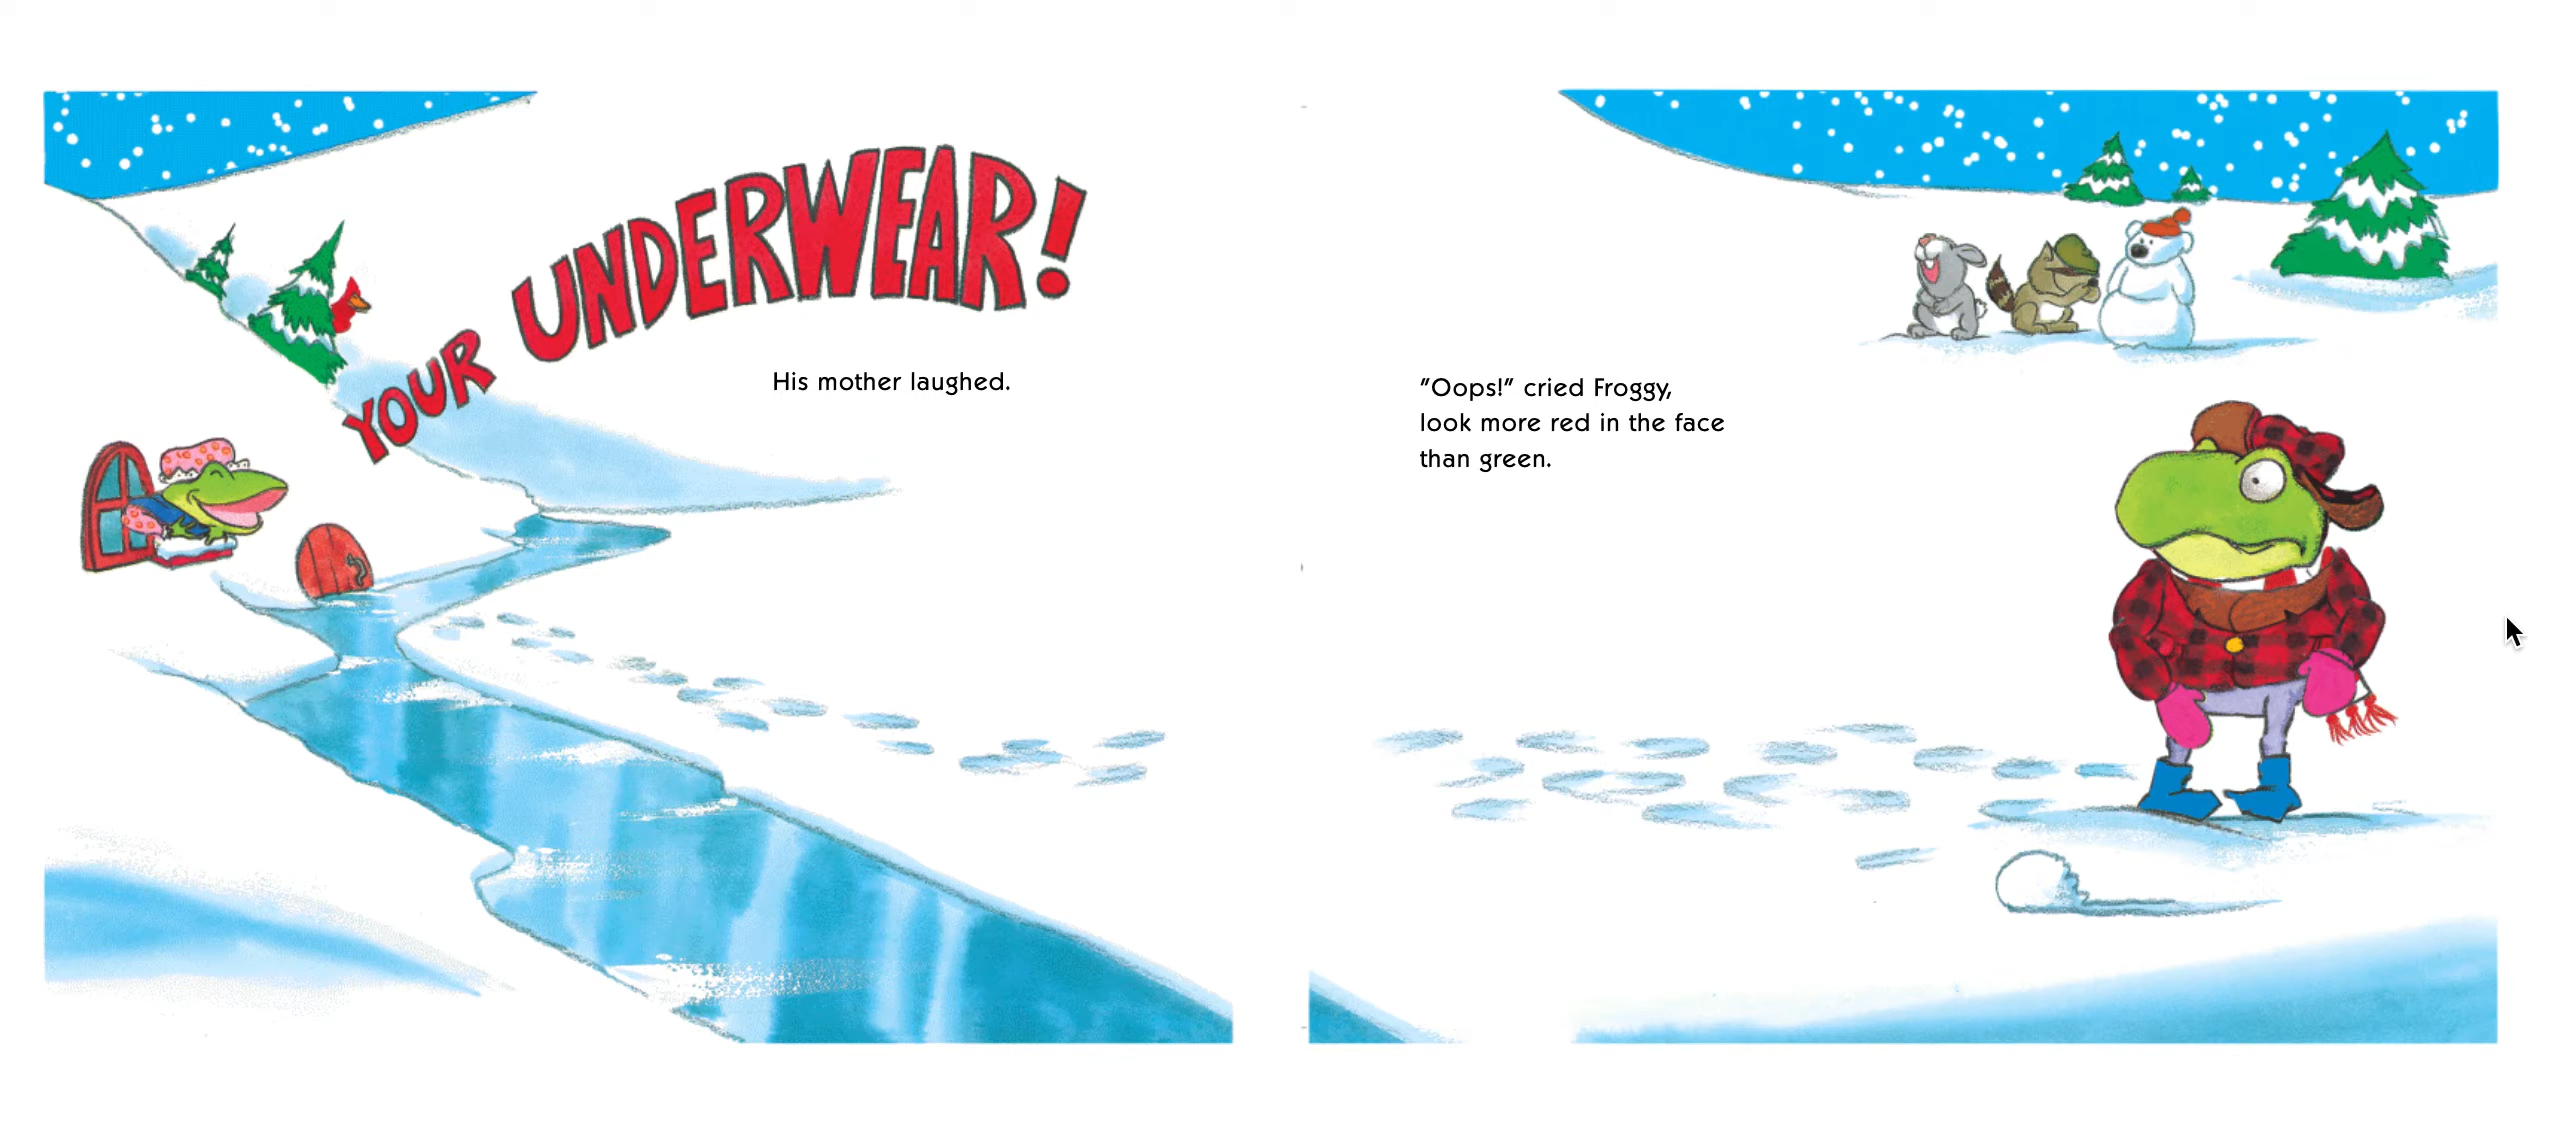 YOUR UNDERWEAR!
His mother laughed.
"Oops!" cried Froggy,
look more red in the face
than green.